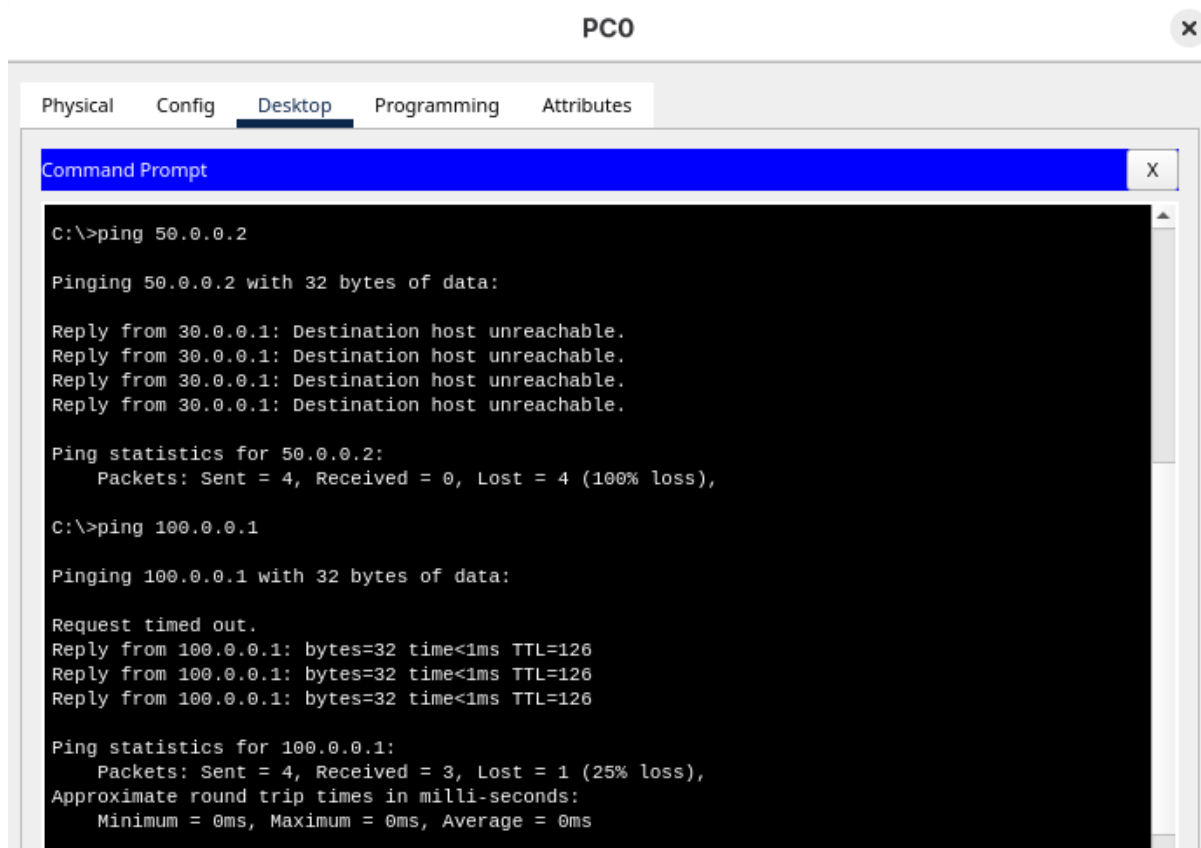 PC0
×
Physical Config Desktop Programming Attributes
Command Prompt
X
C:\>ping 50.0.0.2
Pinging 50.0.0.2 with 32 bytes of data:
Reply from 30.0.0.1: Destination host unreachable.
Reply from 30.0.0.1: Destination host unreachable.
Reply from 30.0.0.1: Destination host unreachable.
Reply from 30.0.0.1: Destination host unreachable.
Ping statistics for 50.0.0.2:
Packets: Sent = 4, Received = 0, Lost = 4 (100% loss),
C:\>ping 100.0.0.1
Pinging 100.0.0.1 with 32 bytes of data:
Request timed out.
Reply from 100.0.0.1: bytes=32 time<1ms TTL=126
Reply from 100.0.0.1: bytes=32 time<1ms TTL=126
Reply from 100.0.0.1: bytes=32 time<1ms TTL=126
Ping statistics for 100.0.0.1:
Packets: Sent = 4, Received = 3, Lost = 1 (25% loss),
Approximate round trip times in milli-seconds:
Minimum = 0ms, Maximum = 0ms, Average = 0ms